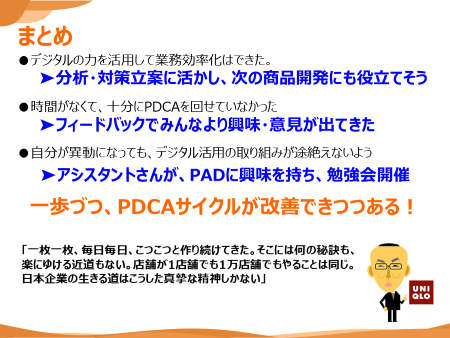 まとめ
●デジタルの力を活用して業務効率化はできた。
➤分析・対策立案に活かし、次の商品開発にも役立てそう
●時間がなくて、十分にPDCAを回せていなかった
➤フィードバックでみんなより興味・意見が出てきた
●自分が異動になっても、デジタル活用の取り組みが途絶えないよう
➤アシスタントさんが、PADに興味を持ち、勉強会開催
一歩づつ、PDCAサイクルが改善できつつある！
「一枚一枚、毎日毎日、こつこつと作り続けてきた。そこには何の秘訣も、
楽にゆける近道もない。店舗が1店舗でも1万店舗でもやることは同じ。
日本企業の生きる道はこうした真摯な精神しかない」
UNI
QLO